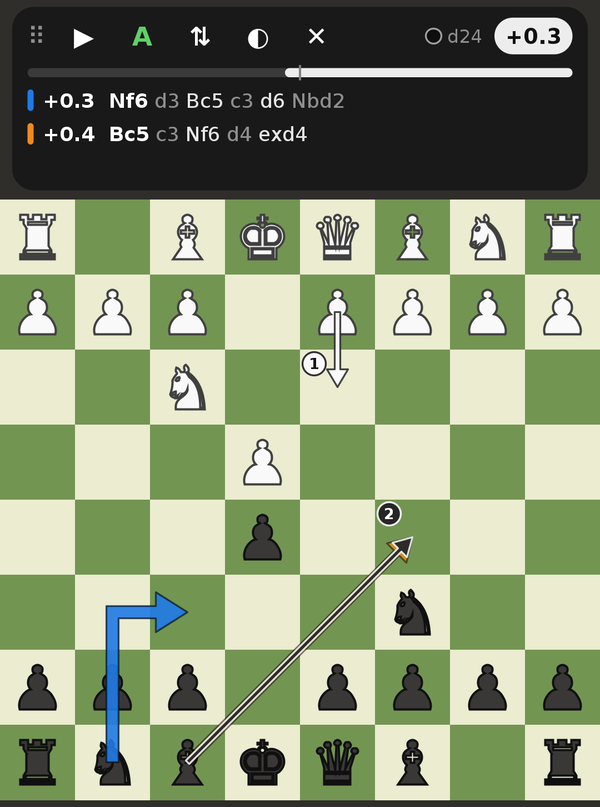 A d24 +0.3
+0.3 Nf6 d3 Bc5 c3 d6 Nbd2
+0.4 Bc5 c3 Nf6 d4 exd4
1
2